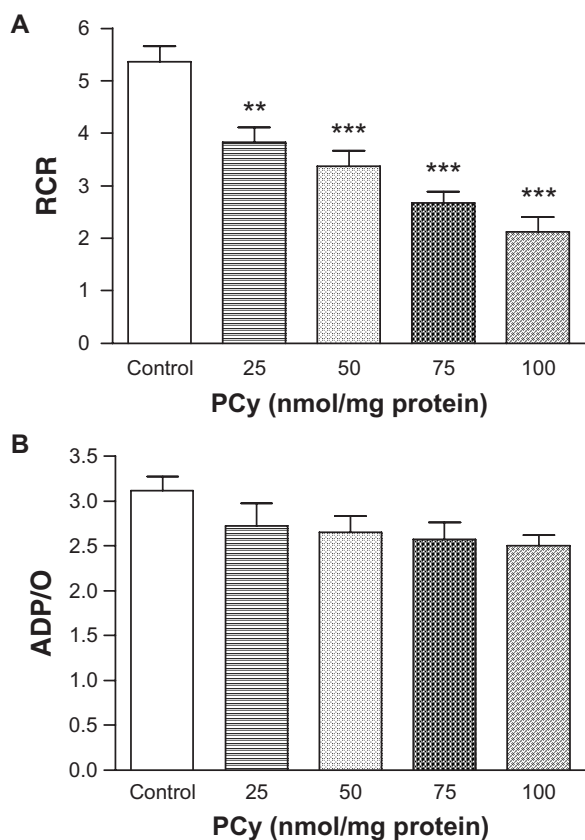 A
6
5
4
3
2
1
0
RCR
**
***
***
***
Control 25 50 75 100
PCy (nmol/mg protein)
B
3.5
3.0
2.5
2.0
1.5
1.0
0.5
0.0
ADP/O
Control 25 50 75 100
PCy (nmol/mg protein)